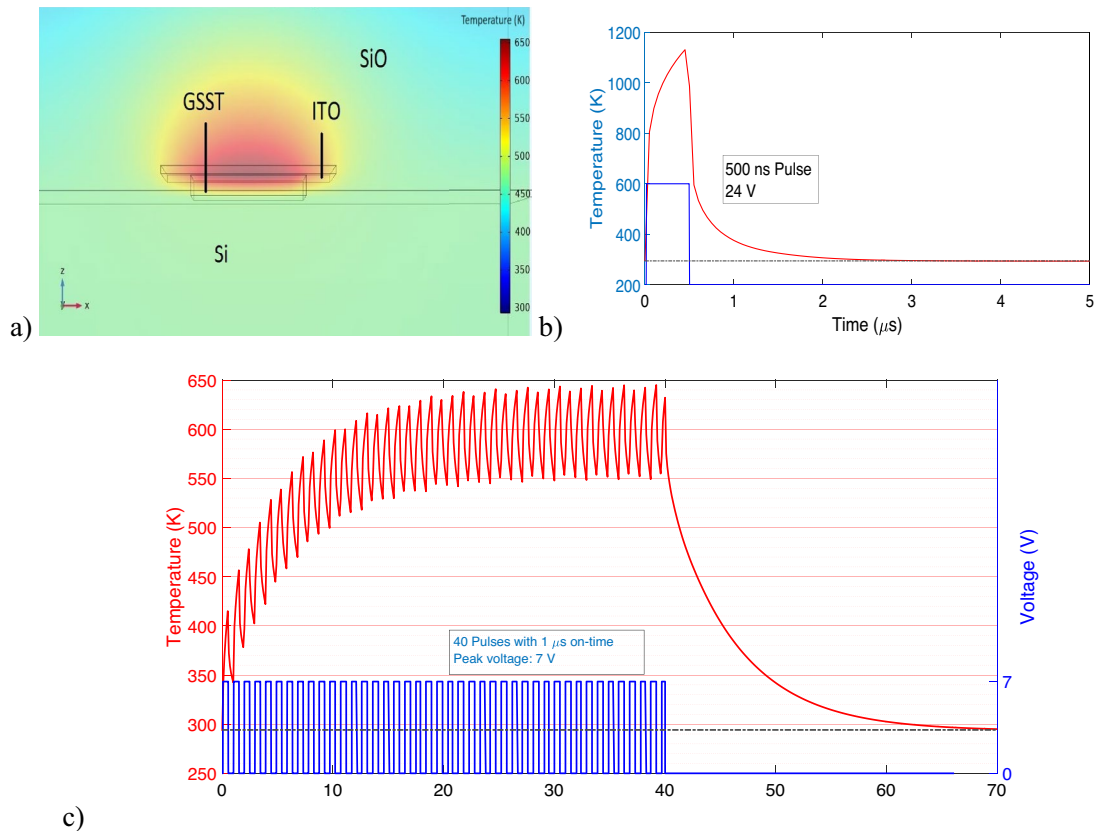 Temperature (K)
SiO
GSST
ITO
Si
z
y
x
650
600
550
500
450
400
350
300
a)
1200
1000
800
600
400
200
Temperature (K)
500 ns Pulse
24 V
0
1
2
3
4
5
Time (μs)
b)
650
600
550
500
450
400
350
300
250
Temperature (K)
40 Pulses with 1 μs on-time
Peak voltage: 7 V
7
0
Voltage (V)
0
10
20
30
40
50
60
70
c)